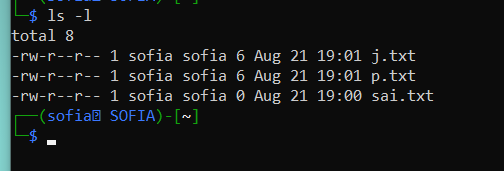 └─$ ls -l
total 8
-rw-r--r-- 1 sofia sofia 6 Aug 21 19:01 j.txt
-rw-r--r-- 1 sofia sofia 6 Aug 21 19:01 p.txt
-rw-r--r-- 1 sofia sofia 0 Aug 21 19:00 sai.txt
┌──(sofia SOFIA)-[~]
└─$